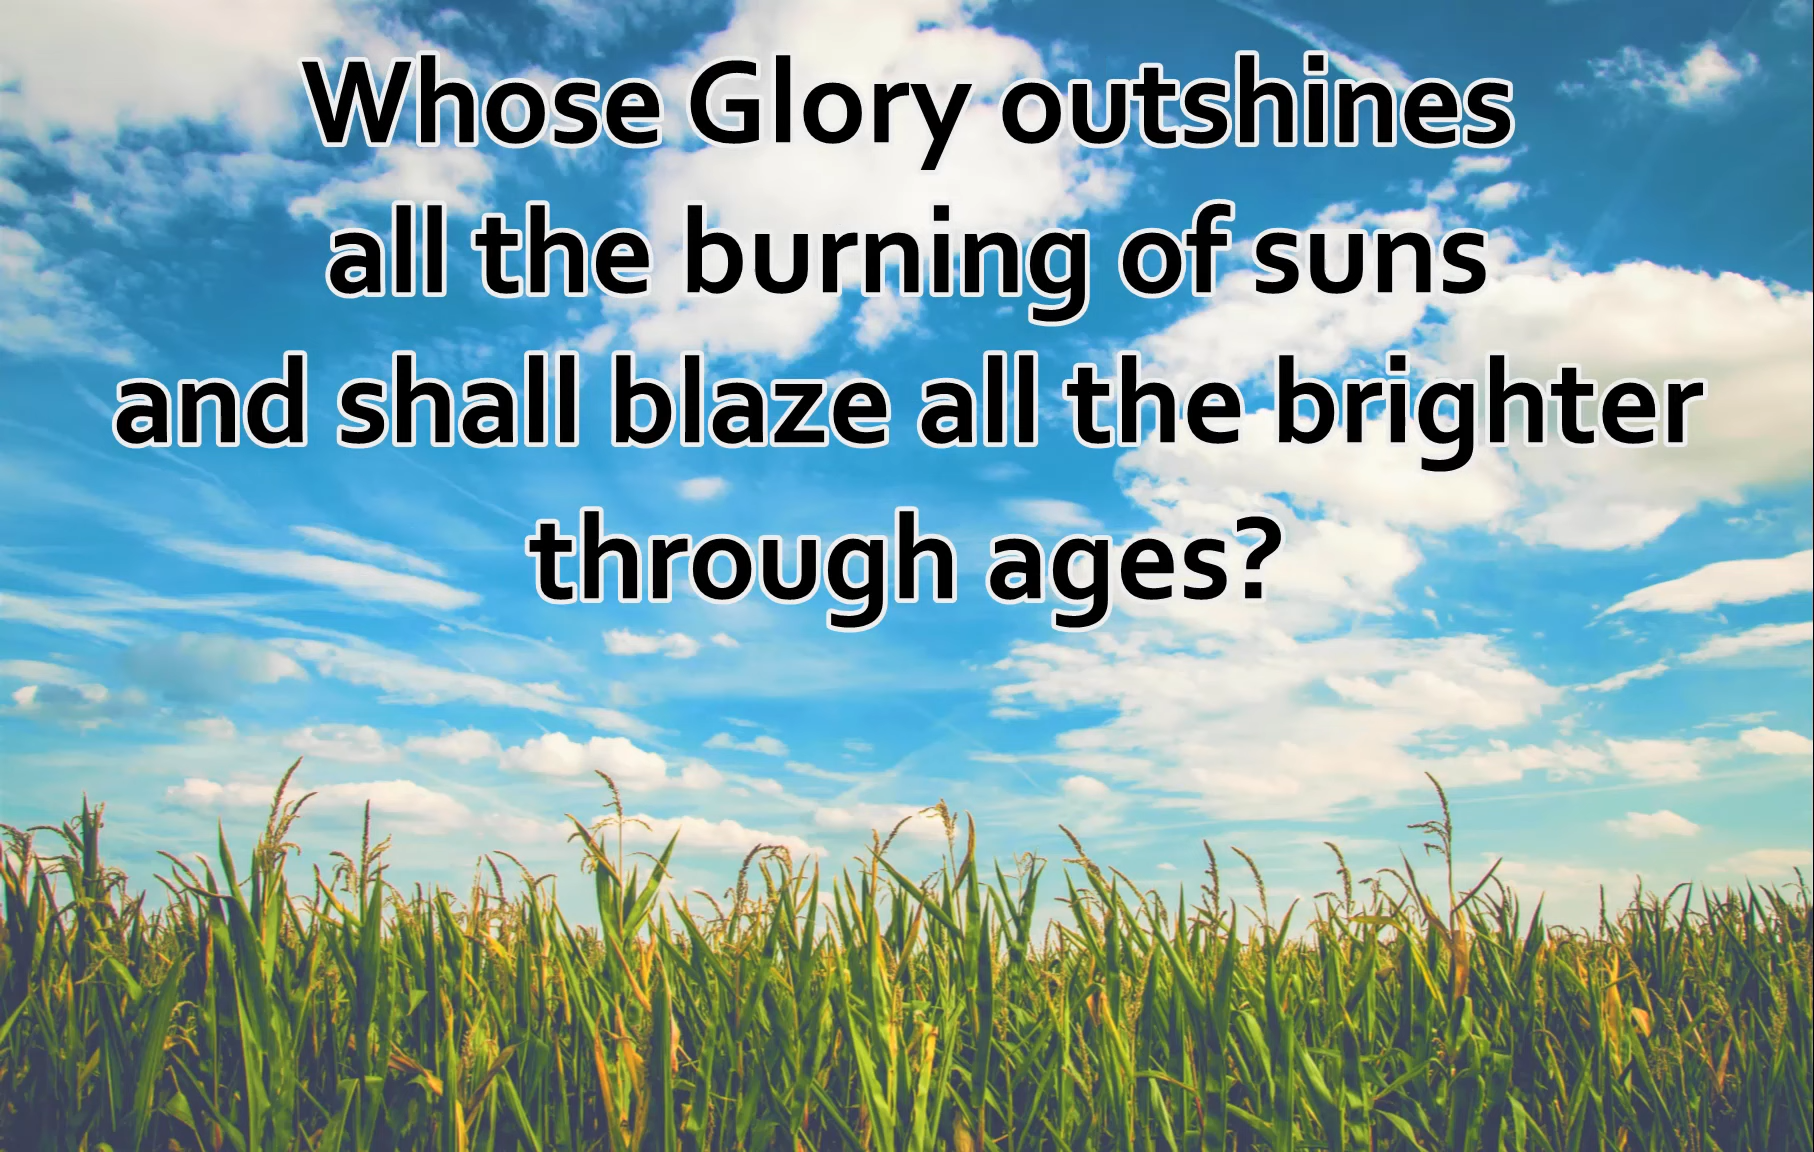 Whose Glory outshines
all the burning of suns
and shall blaze all the brighter
through ages?